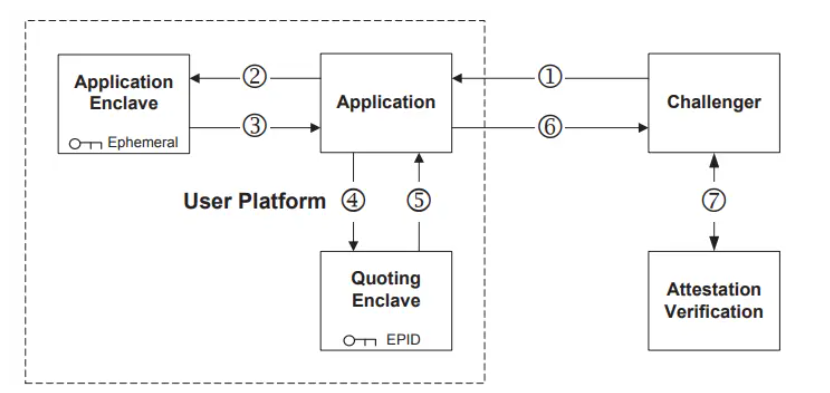 Application
Enclave
Ephemeral
②
③
Application
①
⑥
Challenger
User Platform
④
⑤
⑦
Quoting
Enclave
EPID
Attestation
Verification